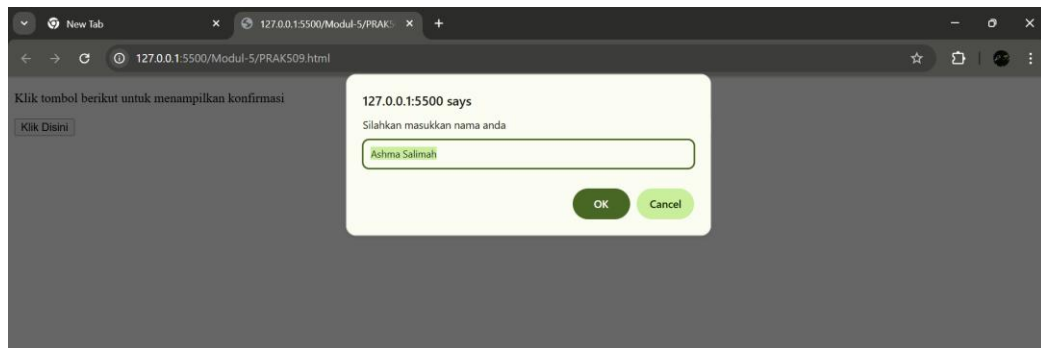 New Tab
127.0.0.1:5500/Modul-5/PRAK5
127.0.0.1:5500/Modul-5/PRAK509.html
Klik tombol berikut untuk menampilkan konfirmasi
Klik Disini
127.0.0.1:5500 says
Silahkan masukkan nama anda
Ashma Salimah
OK Cancel